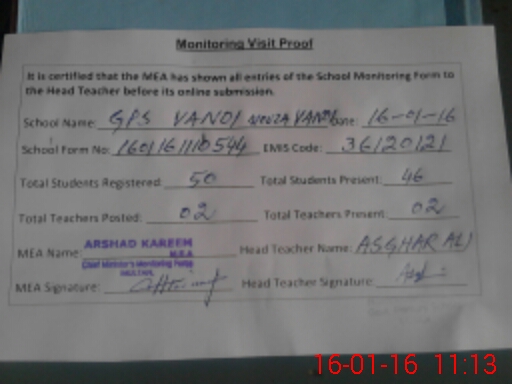 Monitoring Visit Proof
It is certified that the MEA has shown all entries of the School Monitoring Form to
the Head Teacher before its online submission.
School Name: GPS VANOI Date: 16-01-16
School Form No: EMIS Code: 36120121
Total Students Registered: 50 Total Students Present: 46
Total Teachers Posted: 02 Total Teachers Present: 02
ARSHAD KAREEM
M.E.A
MEA Name: Head Teacher Name: ASGHAR ALI
Chief Minister's Monitoring Force
MULTAN.
MEA Signature: Head Teacher Signature:
16-01-16 11:13